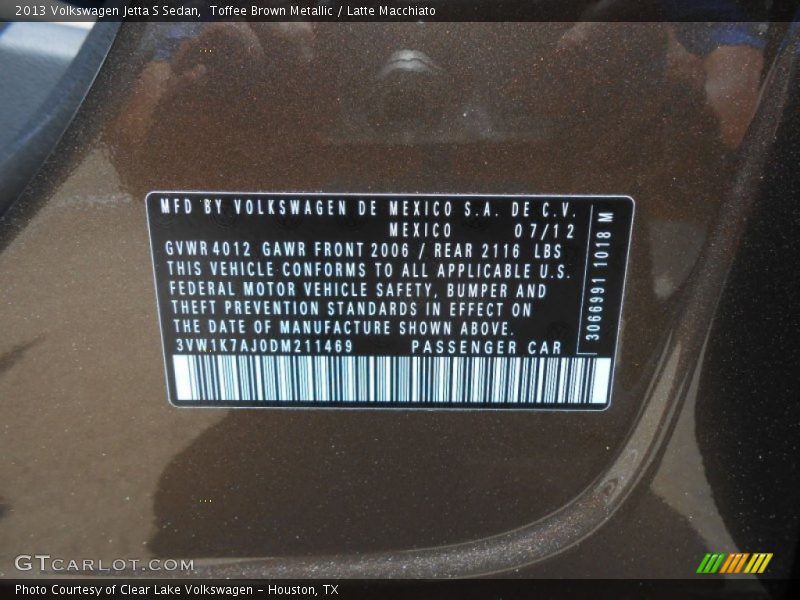 2013 Volkswagen Jetta S Sedan,  Toffee Brown Metallic / Latte Macchiato
MFD BY VOLKSWAGEN DE MEXICO S.A. DE C.V.
MEXICO 07/12
GVWR 4012 GAWR FRONT 2006 / REAR 2116 LBS
THIS VEHICLE CONFORMS TO ALL APPLICABLE U.S.
FEDERAL MOTOR VEHICLE SAFETY, BUMPER AND
THEFT PREVENTION STANDARDS IN EFFECT ON
THE DATE OF MANUFACTURE SHOWN ABOVE.
3VW1K7AJ0DM211469 PASSENGER CAR
3066991 1018 M
GTCARLOT.COM
Photo Courtesy of Clear Lake Volkswagen - Houston, TX